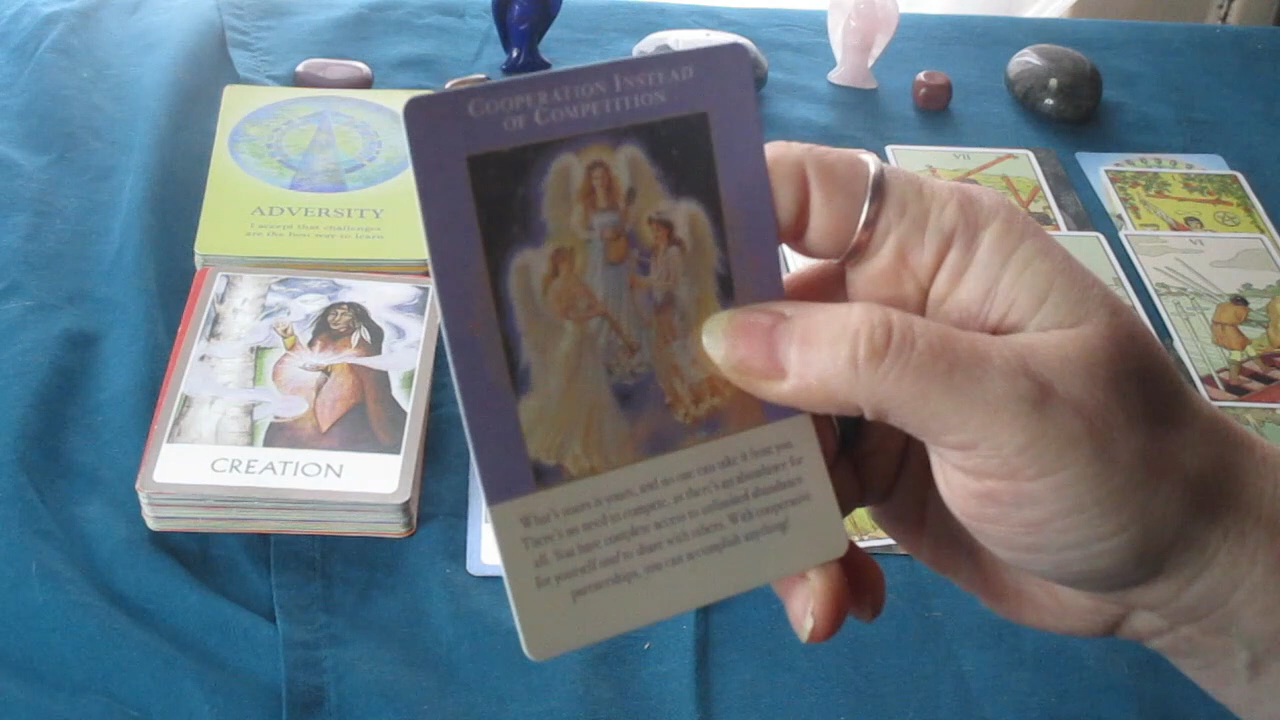 COOPERATION INSTEAD
OF COMPETITION
ADVERSITY
I accept that challenges
are the best way to learn
CREATION
What's yours is yours, and no one can take it from you.
There's no need to compete, as there's an abundance for
all. You have complete access to unlimited abundance
for yourself and to share with others. With cooperative
partnerships, you can accomplish anything!
VII
VI